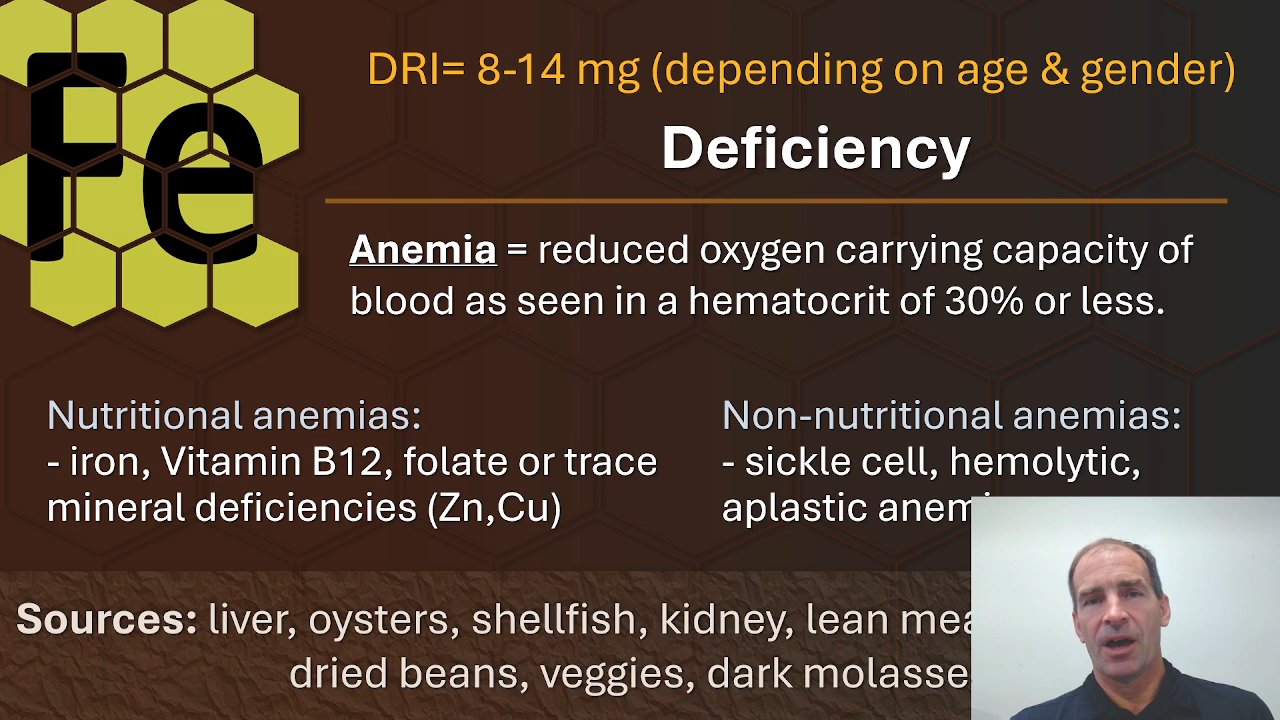 Fe
DRI= 8-14 mg (depending on age & gender)
Deficiency
Anemia = reduced oxygen carrying capacity of
blood as seen in a hematocrit of 30% or less.
Nutritional anemias:
- iron, Vitamin B12, folate or trace
mineral deficiencies (Zn,Cu)
Non-nutritional anemias:
- sickle cell, hemolytic,
aplastic
Sources: liver, oysters, shellfish, kidney, lean
dried beans, veggies, dark